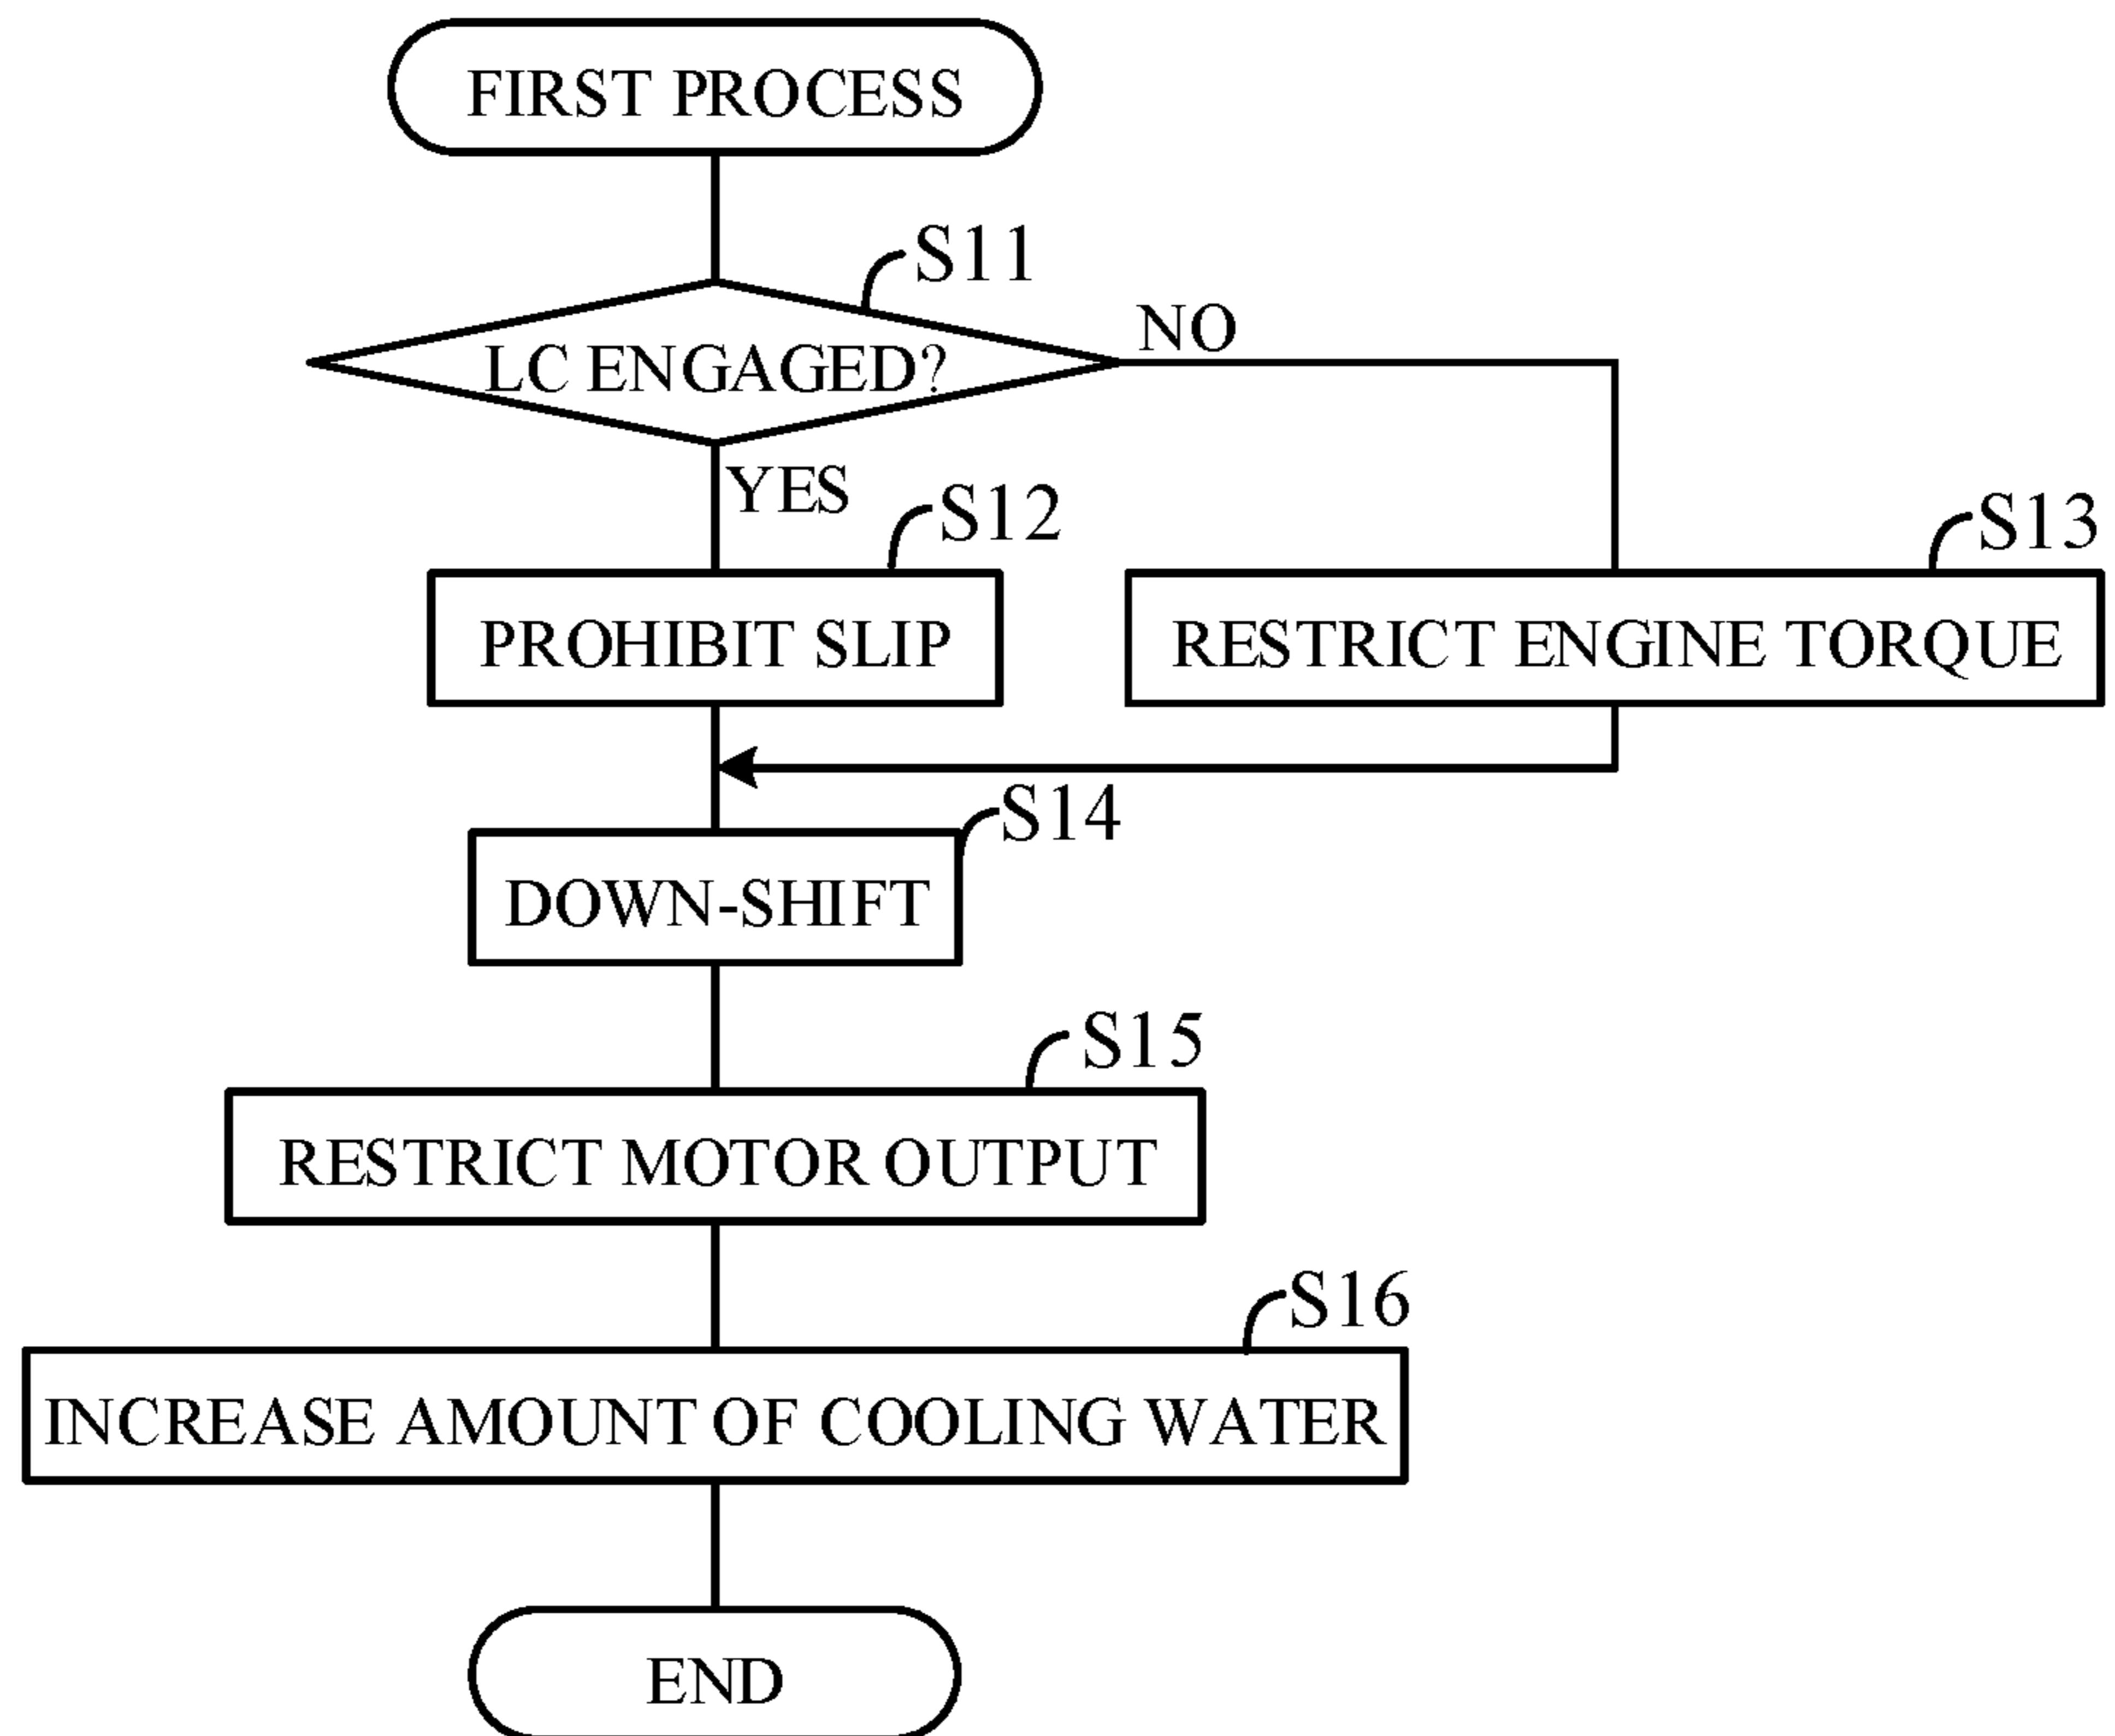 FIRST PROCESS
S11
LC ENGAGED?
NO
YES
S12
S13
PROHIBIT SLIP
RESTRICT ENGINE TORQUE
S14
DOWN-SHIFT
S15
RESTRICT MOTOR OUTPUT
S16
INCREASE AMOUNT OF COOLING WATER
END